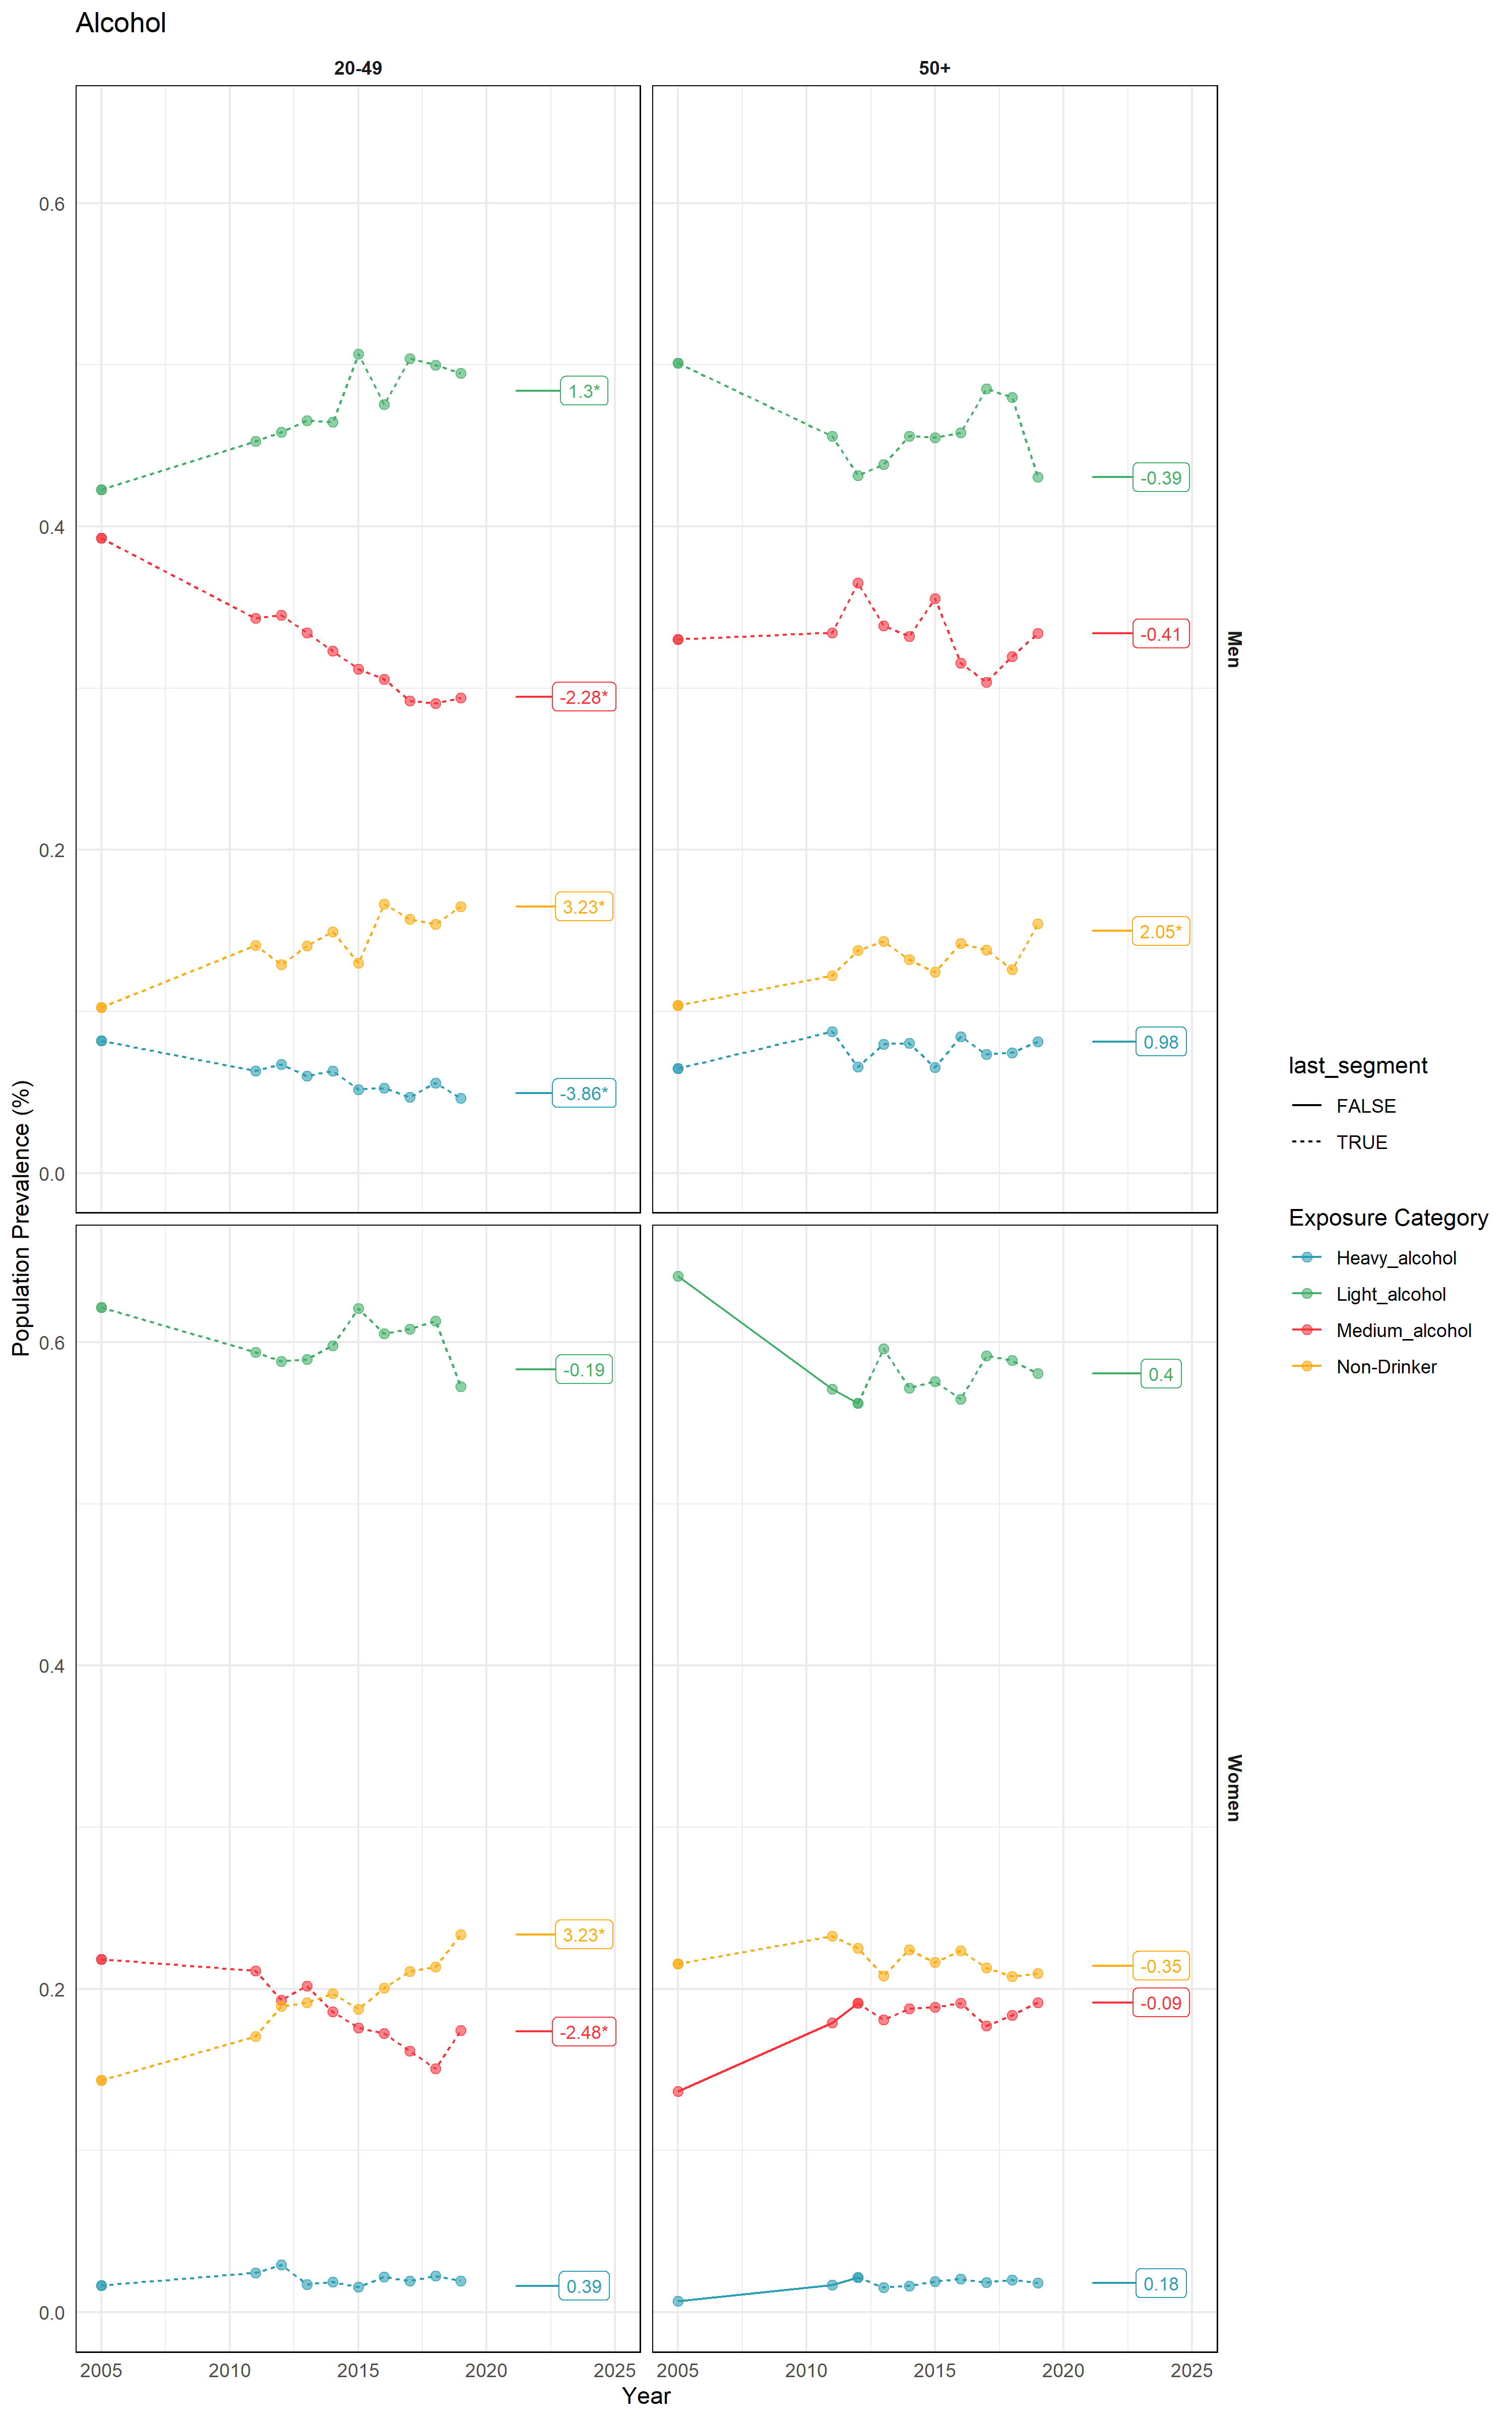 Alcohol
20-49
50+
0.6
0.4
0.2
0.0
1.3*
-2.28*
3.23*
-3.86*
-0.39
-0.41
2.05*
0.98
Men
0.6
0.4
0.2
0.0
-0.19
3.23*
-2.48*
0.39
0.4
-0.35
-0.09
0.18
Women
Population Prevalence (%)
2005
2010
2015
2020
2025
2005
2010
2015
2020
2025
Year
last_segment
FALSE
TRUE
Exposure Category
Heavy_alcohol
Light_alcohol
Medium_alcohol
Non-Drinker